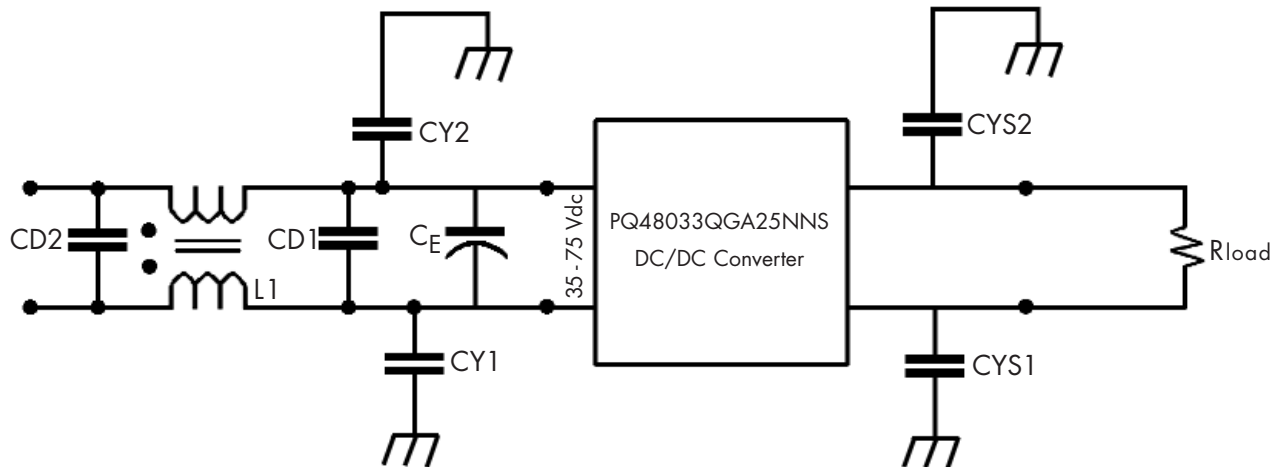 CY2
CYS2
CD2
L1
CD1
CE
35 - 75 Vdc
PQ48033QGA25NNS
DC/DC Converter
Rload
CY1
CYS1